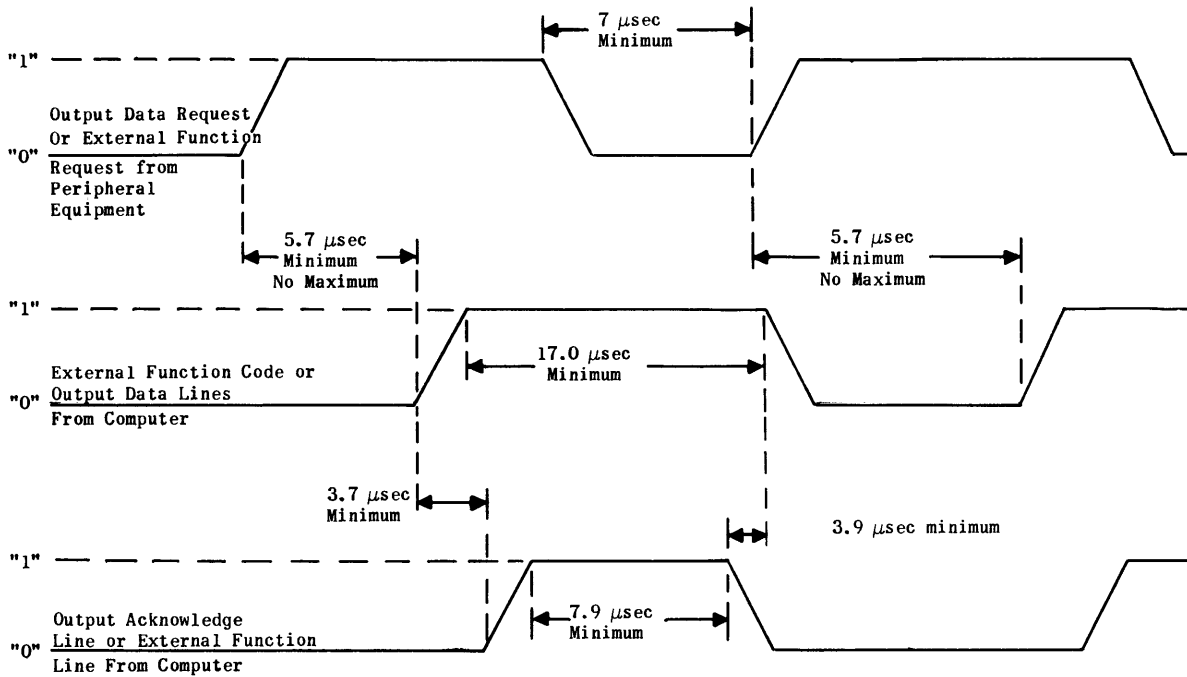 7 μsec
Minimum
"1"
Output Data Request
Or External Function
"0"
Request from
Peripheral
Equipment
5.7 μsec
Minimum
No Maximum
5.7 μsec
Minimum
No Maximum
"1"
17.0 μsec
Minimum
External Function Code or
Output Data Lines
"0"
From Computer
3.7 μsec
Minimum
3.9 μsec minimum
"1"
7.9 μsec
Minimum
Output Acknowledge
Line or External Function
"0"
Line From Computer